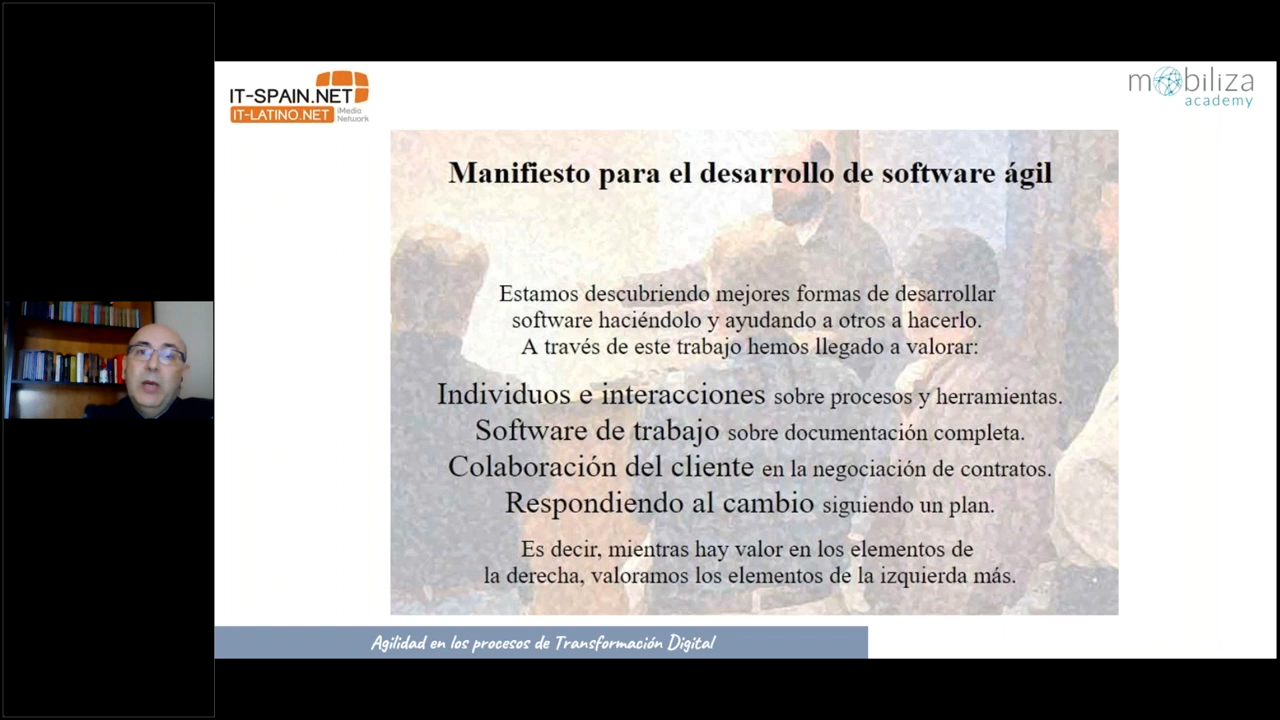 IT-SPAIN.NET
IT-LATINO.NET
iMedia
Network
mobiliza
academy
Manifiesto para el desarrollo de software ágil
Estamos descubriendo mejores formas de desarrollar
software haciéndolo y ayudando a otros a hacerlo.
A través de este trabajo hemos llegado a valorar:
Individuos e interacciones sobre procesos y herramientas.
Software de trabajo sobre documentación completa.
Colaboración del cliente en la negociación de contratos.
Respondiendo al cambio siguiendo un plan.
Es decir, mientras hay valor en los elementos de
la derecha, valoramos los elementos de la izquierda más.
Agilidad en los procesos de Transformación Digital